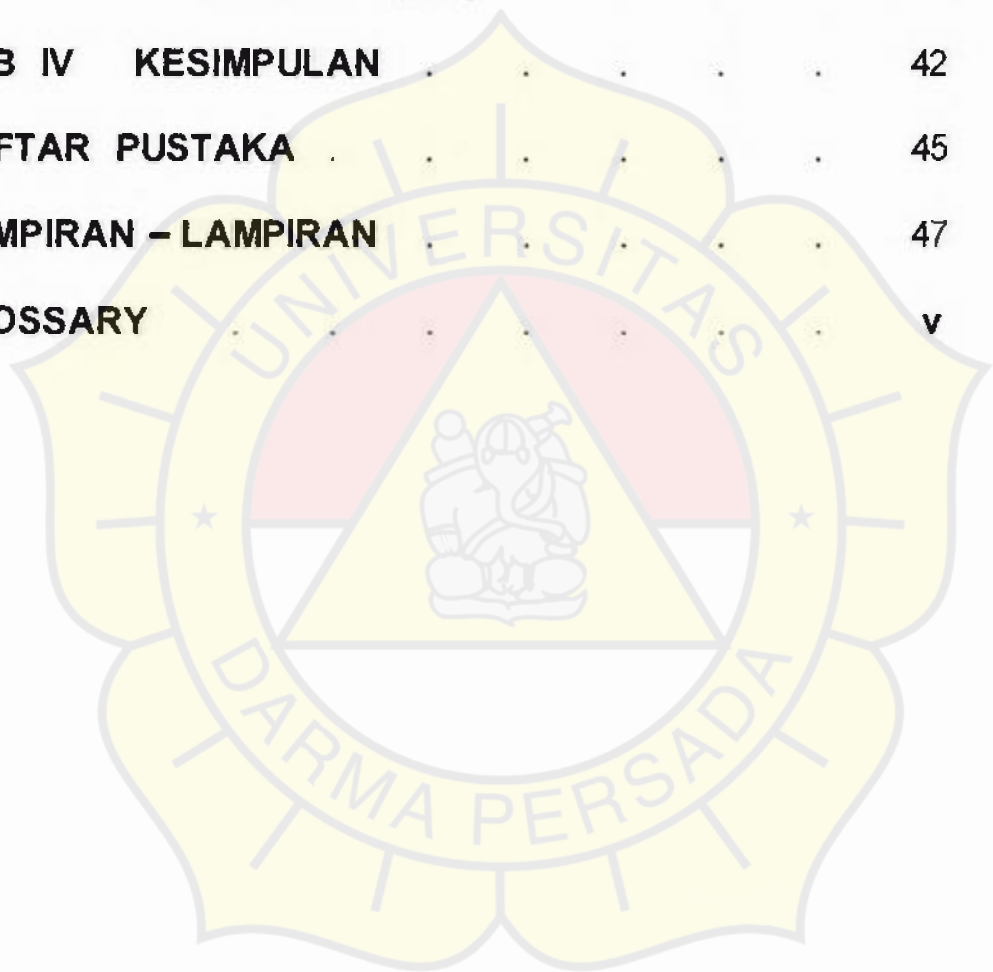 B IV KESIMPULAN . . . . . 42
FTAR PUSTAKA . . . . . . 45
MPIRAN – LAMPIRAN . . . . . 47
OSSARY . . . . . . . v
UNIVERSITAS
DARMA PERSADA